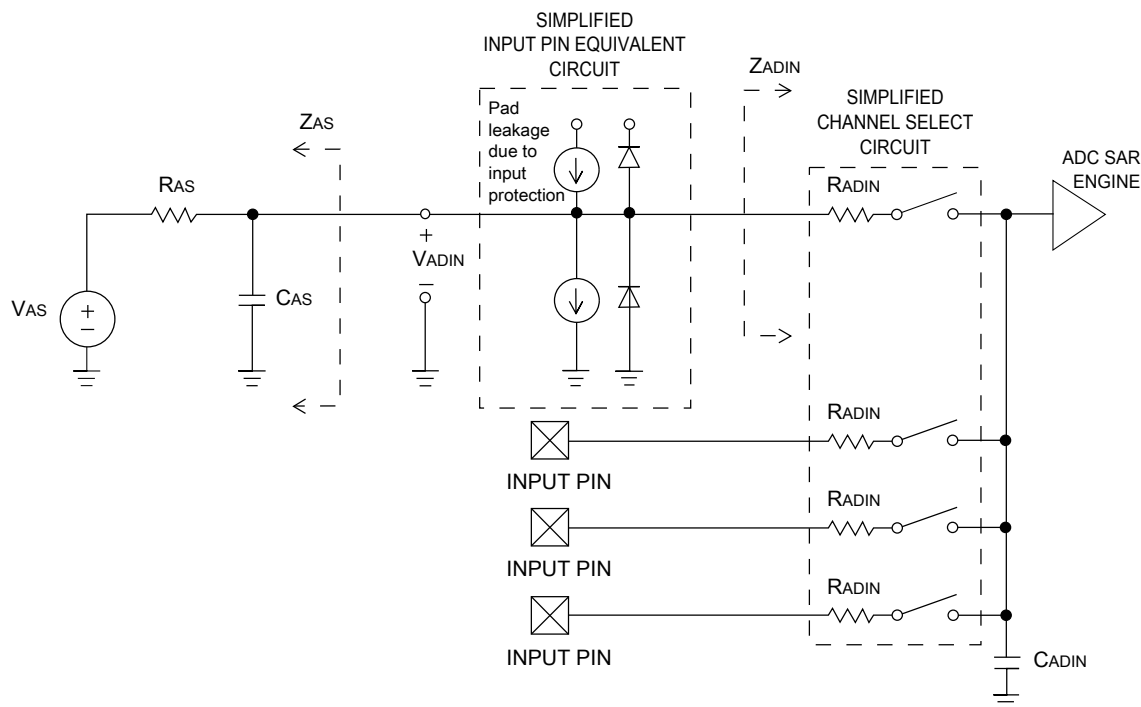 SIMPLIFIED
INPUT PIN EQUIVALENT
CIRCUIT
ZADIN
SIMPLIFIED
CHANNEL SELECT
CIRCUIT
ADC SAR
ENGINE
Pad
leakage
due to
input
protection
ZAS
RAS
RADIN
+
VADIN
−
CAS
VAS
+
−
RADIN
INPUT PIN
RADIN
INPUT PIN
RADIN
INPUT PIN
CADIN